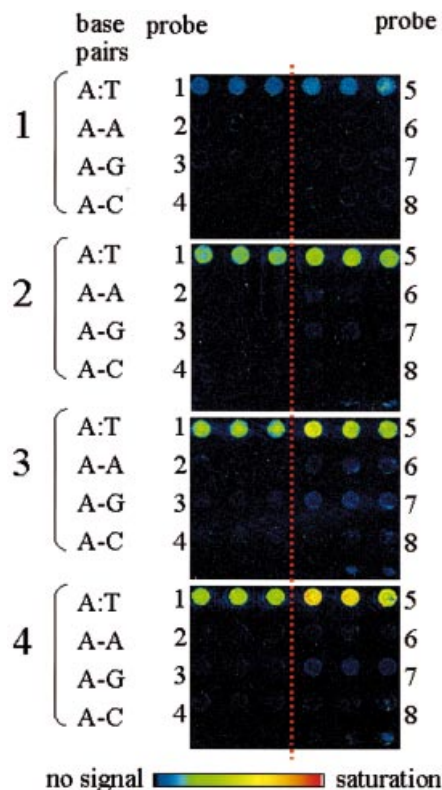 base pairs probe probe
1
A:T 1 5
A-A 2 6
A-G 3 7
A-C 4 8
2
A:T 1 5
A-A 2 6
A-G 3 7
A-C 8
3
A:T 1 5
A-A 2 6
A-G 3 7
A-C 4 8
4
A:T 1 5
A-A 2 6
A-G 3 7
A-C 4 8
no signal saturation